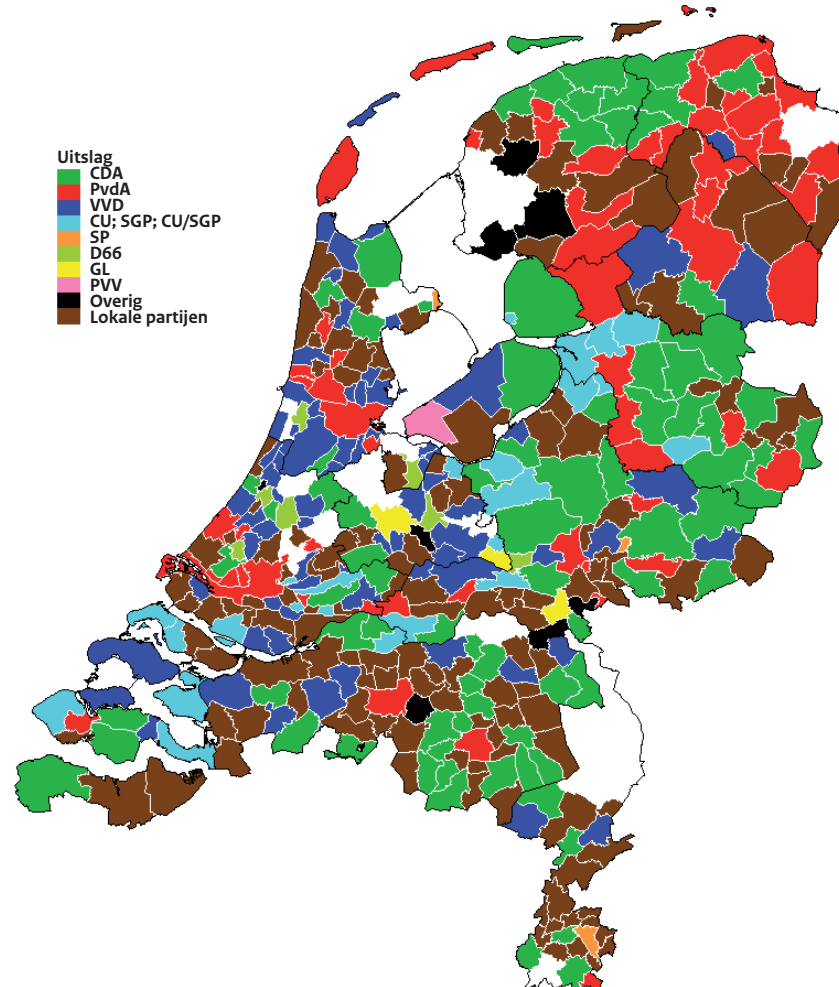 Uitslag
CDA
PvdA
VVD
CU; SGP; CU/SGP
SP
D66
GL
PVV
Overig
Lokale partijen